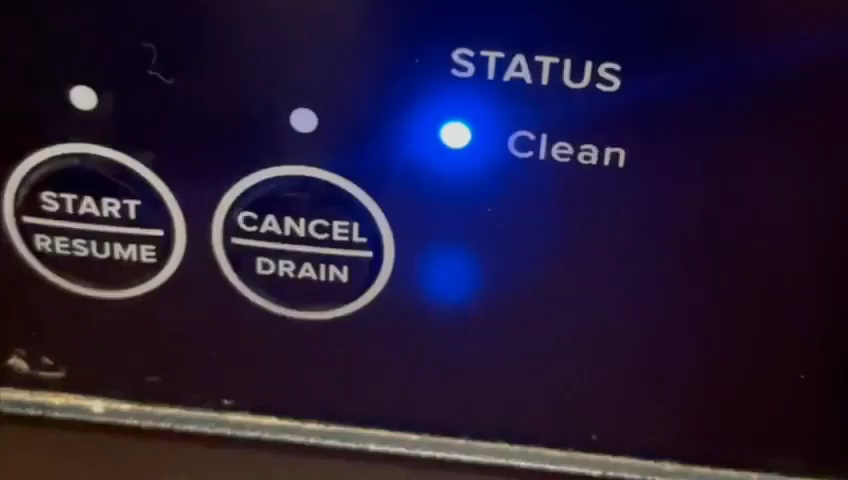 STATUS
Clean
START
RESUME
CANCEL
DRAIN